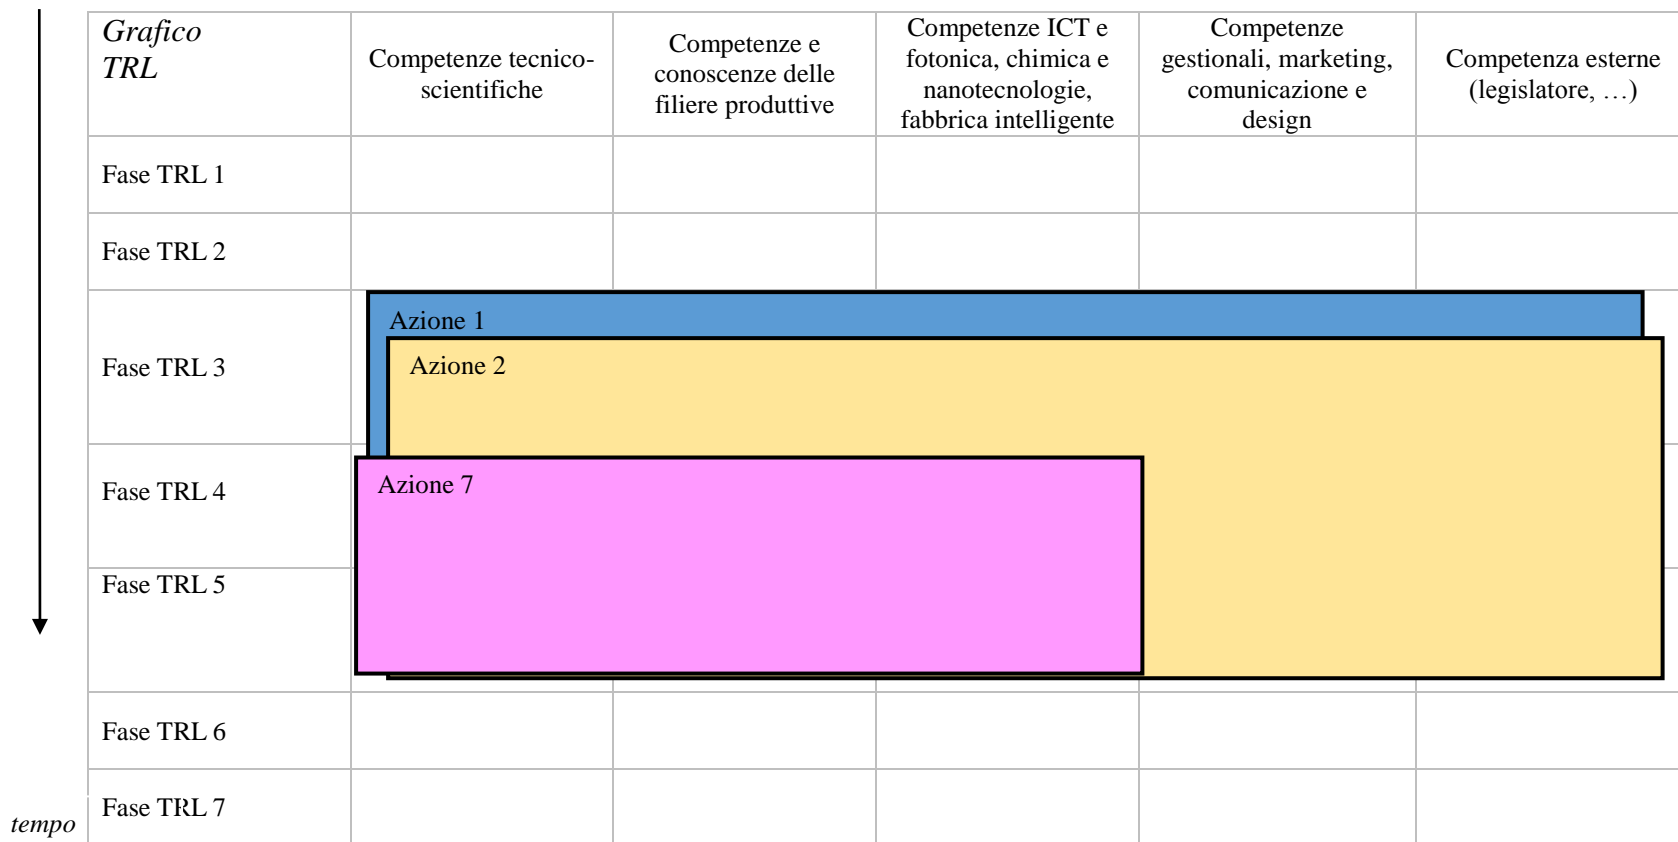 Grafico
TRL
Competenze tecnico-
scientifiche
Competenze e
conoscenze delle
filiere produttive
Competenze ICT e
fotonica, chimica e
nanotecnologie,
fabbrica intelligente
Competenze
gestionali, marketing,
comunicazione e
design
Competenza esterne
(legislatore, …)
Fase TRL 1
Fase TRL 2
Azione 1
Fase TRL 3
Azione 2
Fase TRL 4
Azione 7
Fase TRL 5
Fase TRL 6
Fase TRL 7
tempo